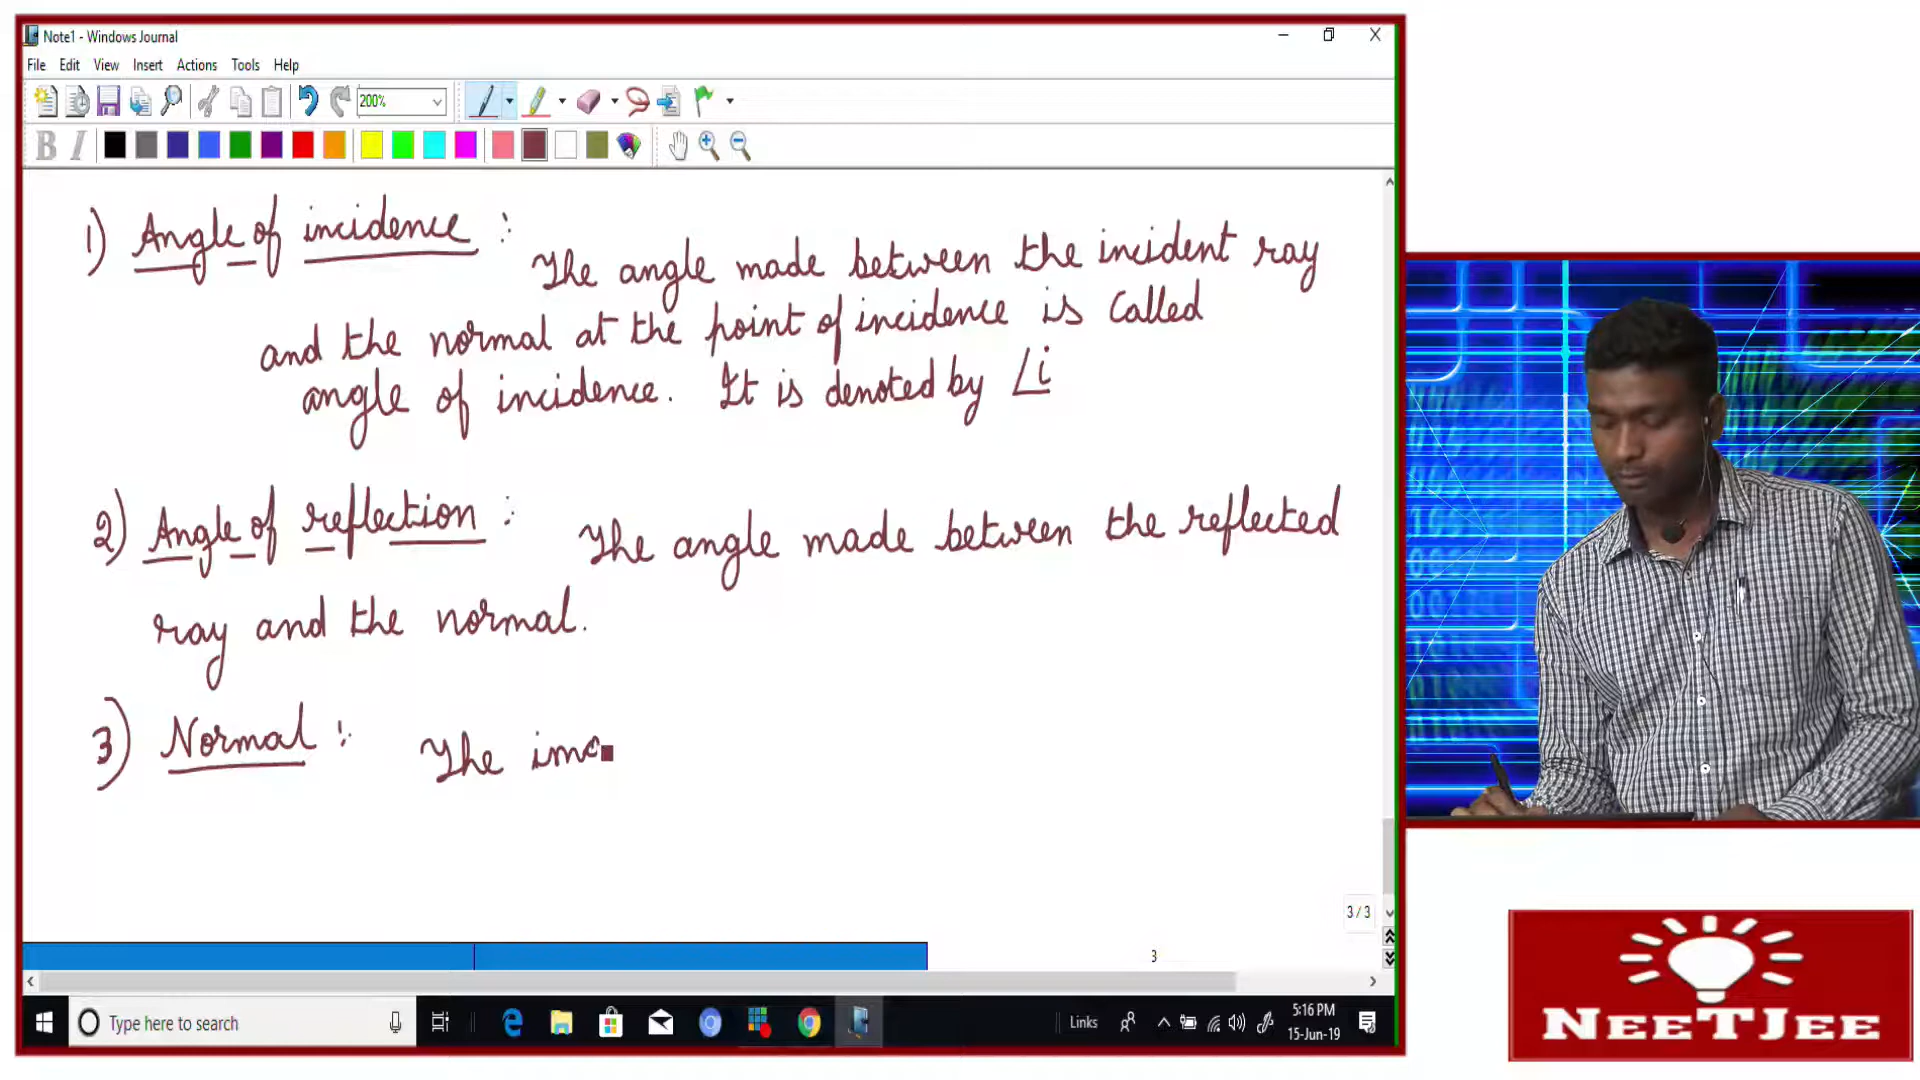 Note1 - Windows Journal
File Edit View Insert Actions Tools Help
200%
B I
1) Angle of incidence : The angle made between the incident ray
and the normal at the point of incidence is called
angle of incidence. It is denoted by ∠i
2) Angle of reflection : The angle made between the reflected
ray and the normal.
3) Normal : The ima
3 / 3
3
Type here to search
Links
5:16 PM
15-Jun-19
NEETJEE